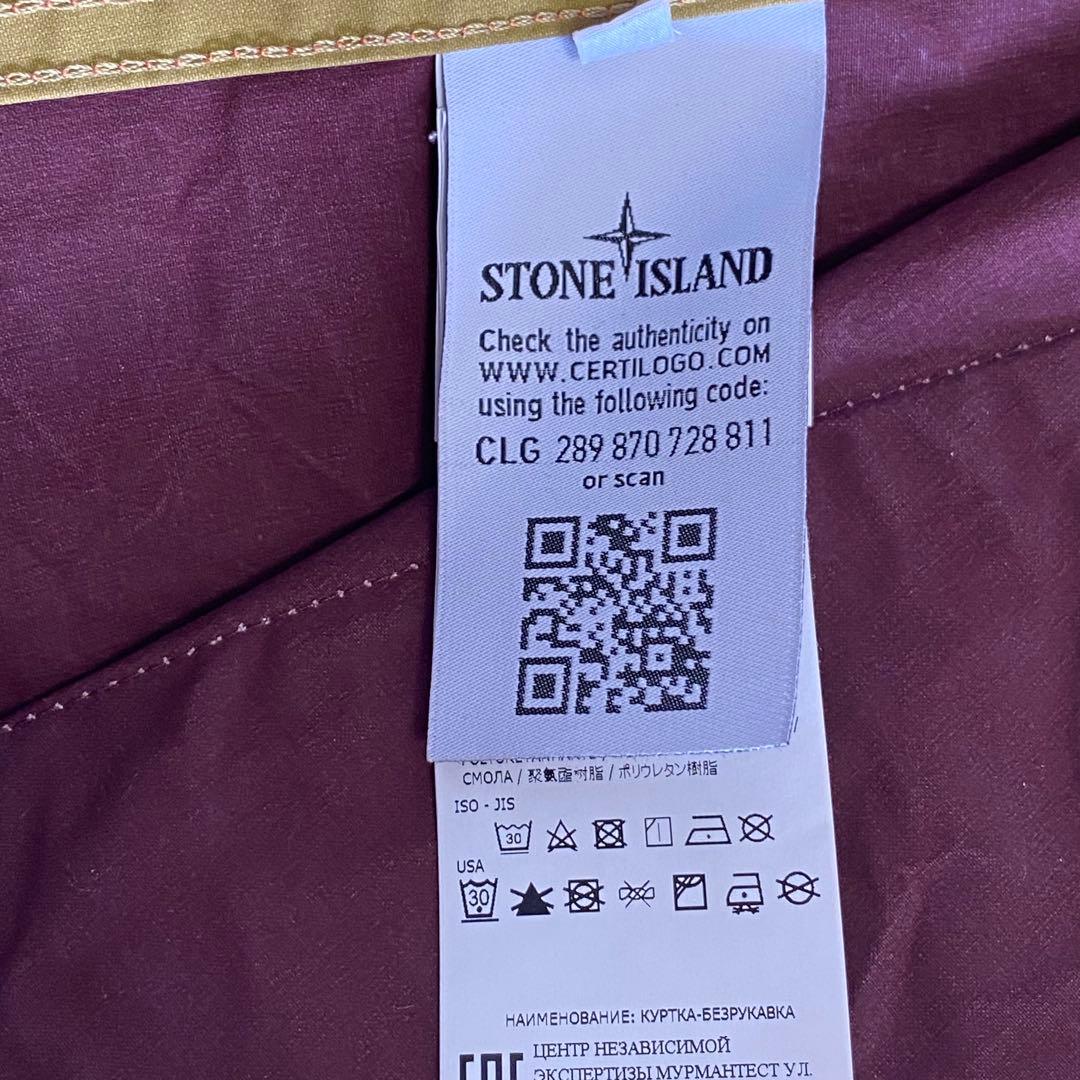 STONE ISLAND
Check the authenticity on
WWW.CERTILOGO.COM
using the following code:
CLG 289 870 728 811
or scan
СМОЛА / 聚氨酯树脂 / ポリウレタン樹脂
ISO - JIS
30
USA
30
НАИМЕНОВАНИЕ: КУРТКА-БЕЗРУКАВКА
ЦЕНТР НЕЗАВИСИМОЙ
ЭКСПЕРТИЗЫ МУРМАНТЕСТ УЛ.